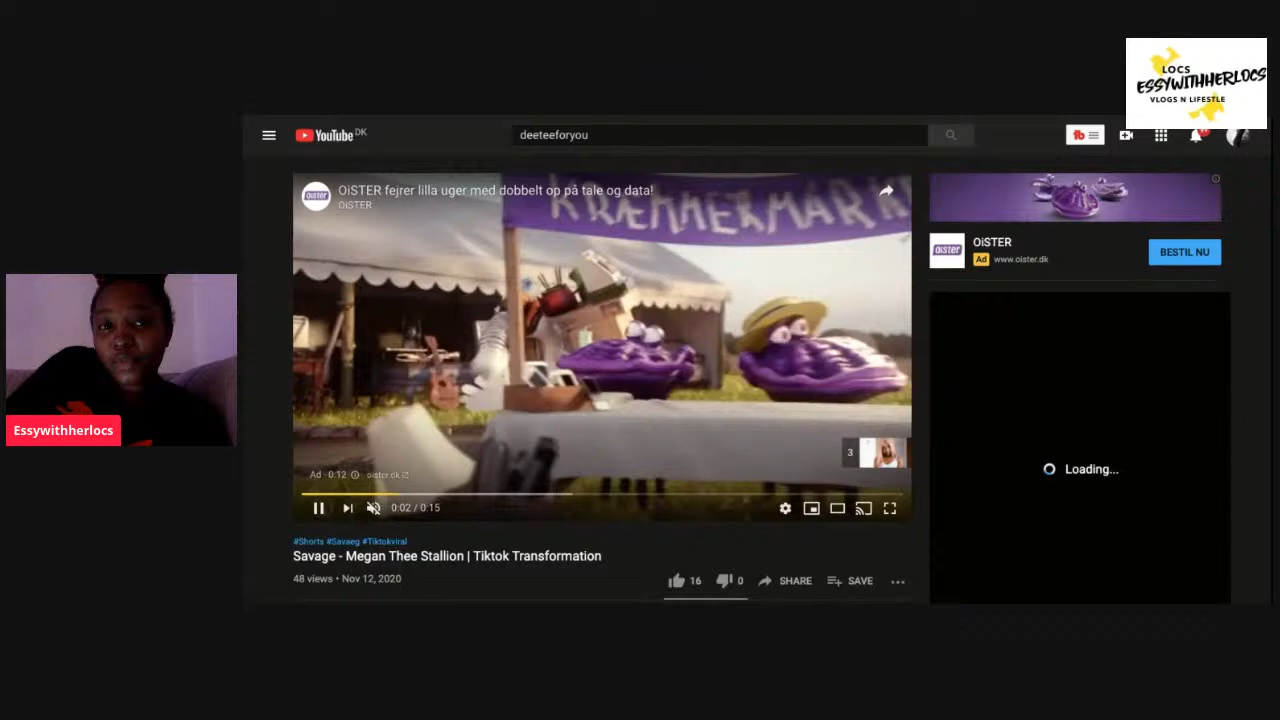 LOCS
ESSYWITHHERLOCS
VLOGS N LIFESTLE
YouTube DK
deeteeforyou
OiSTER fejrer lilla uger med dobbelt op på tale og data!
OiSTER
KRÆMMERMARK
OiSTER
OiSTER
Ad www.oister.dk
BESTIL NU
Loading...
3
Essywithherlocs
Ad · 0:12 oister.dk
0:02 / 0:15
#Shorts #Savaeg #Tiktokviral
Savage - Megan Thee Stallion | Tiktok Transformation
48 views • Nov 12, 2020
16
0
SHARE
SAVE